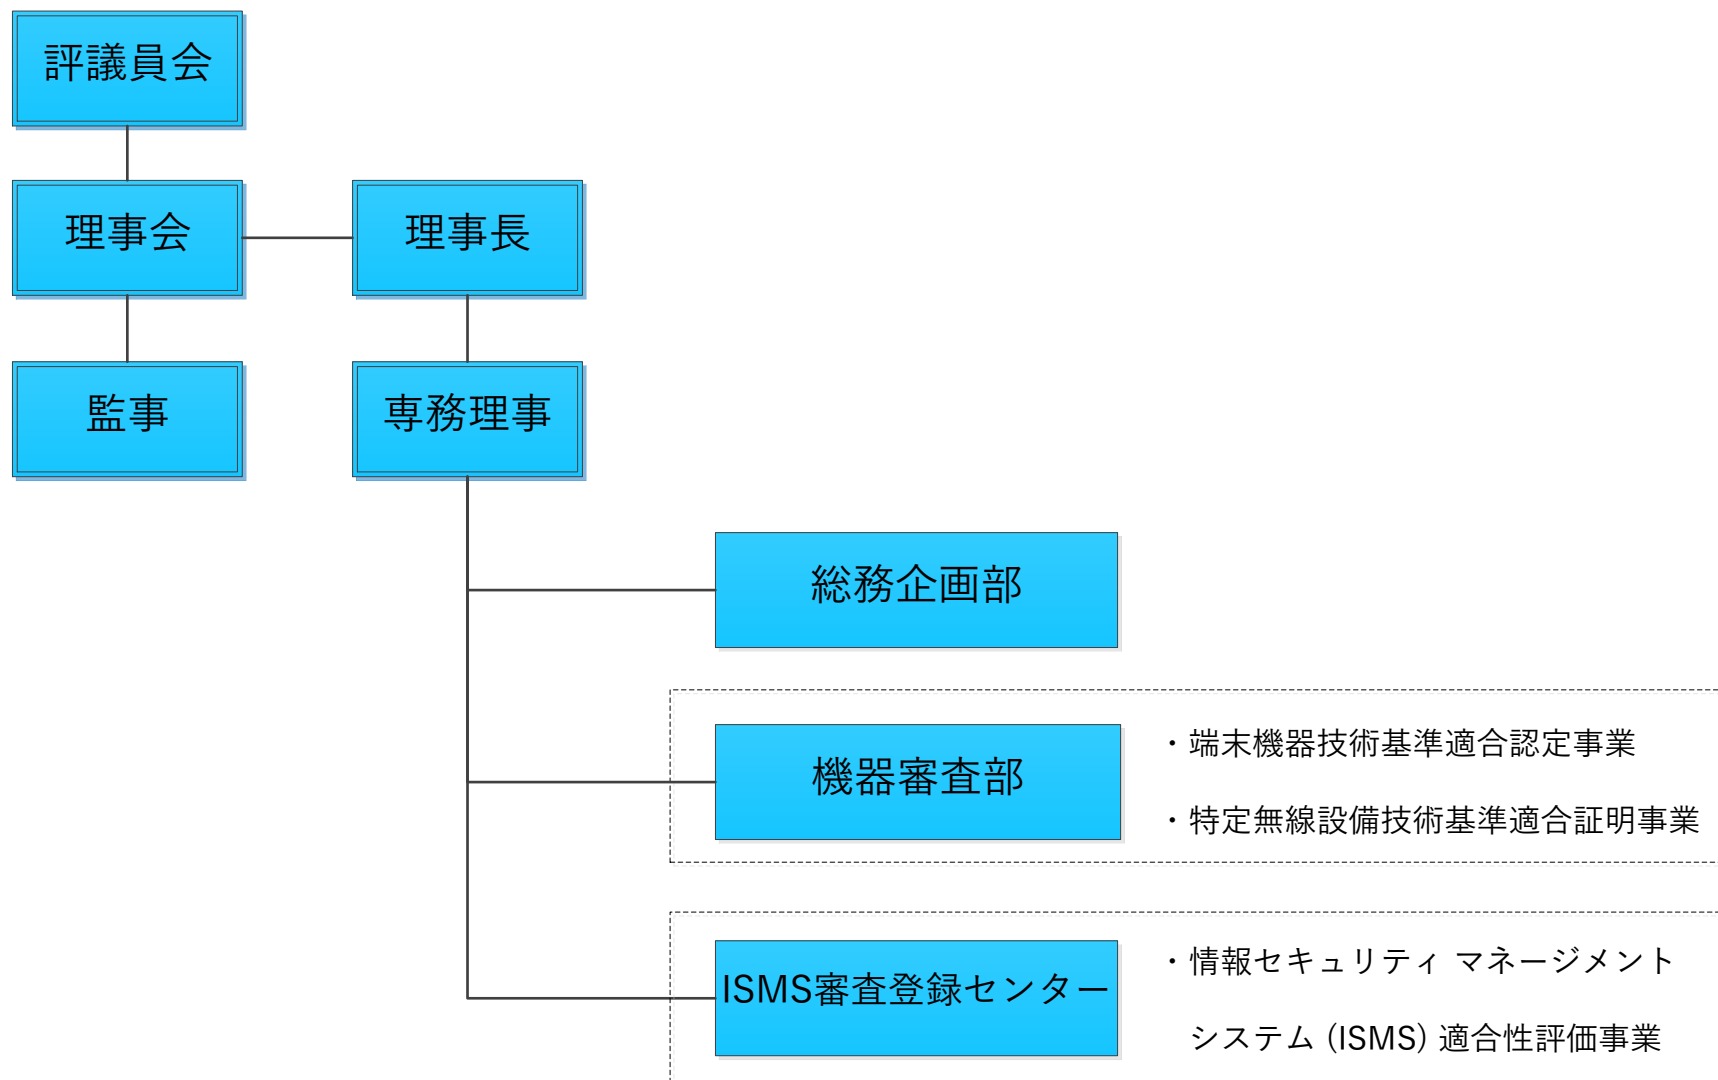 評議員会
理事会
理事長
監事
専務理事
総務企画部
機器審査部
・端末機器技術基準適合認定事業
・特定無線設備技術基準適合証明事業
ISMS審査登録センター
・情報セキュリティ マネージメント
システム (ISMS) 適合性評価事業